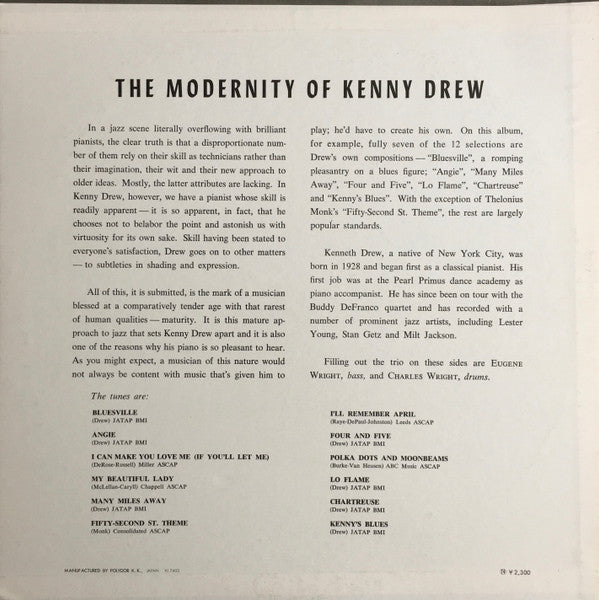 THE MODERNITY OF KENNY DREW
In a jazz scene literally overflowing with brilliant
pianists, the clear truth is that a disproportionate num-
ber of them rely on their skill as technicians rather than
their imagination, their wit and their new approach to
older ideas. Mostly, the latter attributes are lacking. In
Kenny Drew, however, we have a pianist whose skill is
readily apparent — it is so apparent, in fact, that he
chooses not to belabor the point and astonish us with
virtuosity for its own sake. Skill having been stated to
everyone's satisfaction, Drew goes on to other matters
— to subtleties in shading and expression.
All of this, it is submitted, is the mark of a musician
blessed at a comparatively tender age with that rarest
of human qualities — maturity. It is this mature ap-
proach to jazz that sets Kenny Drew apart and it is also
one of the reasons why his piano is so pleasant to hear.
As you might expect, a musician of this nature would
not always be content with music that's given him to
play; he'd have to create his own. On this album,
for example, fully seven of the 12 selections are
Drew's own compositions — "Bluesville", a romping
pleasantry on a blues figure; "Angie", "Many Miles
Away", "Four and Five", "Lo Flame", "Chartreuse"
and "Kenny's Blues". With the exception of Thelonius
Monk's "Fifty-Second St. Theme", the rest are largely
popular standards.
Kenneth Drew, a native of New York City, was
born in 1928 and began first as a classical pianist. His
first job was at the Pearl Primus dance academy as
piano accompanist. He has since been on tour with the
Buddy DeFranco quartet and has recorded with a
number of prominent jazz artists, including Lester
Young, Stan Getz and Milt Jackson.
Filling out the trio on these sides are EUGENE
WRIGHT, bass, and CHARLES WRIGHT, drums.
The tunes are:
BLUESVILLE
(Drew) JATAP BMI
ANGIE
(Drew) JATAP BMI
I CAN MAKE YOU LOVE ME (IF YOU'LL LET ME)
(DeRose-Russell) Miller ASCAP
MY BEAUTIFUL LADY
(McLellan-Caryll) Chappell ASCAP
MANY MILES AWAY
(Drew) JATAP BMI
FIFTY-SECOND ST. THEME
(Monk) Consolidated ASCAP
I'LL REMEMBER APRIL
(Raye-DePaul-Johnston) Leeds ASCAP
FOUR AND FIVE
(Drew) JATAP BMI
POLKA DOTS AND MOONBEAMS
(Burke-Van Heusen) ABC Music ASCAP
LO FLAME
(Drew) JATAP BMI
CHARTREUSE
(Drew) JATAP BMI
KENNY'S BLUES
(Drew) JATAP BMI
MANUFACTURED BY POLYDOR K. K., JAPAN
¥2,300